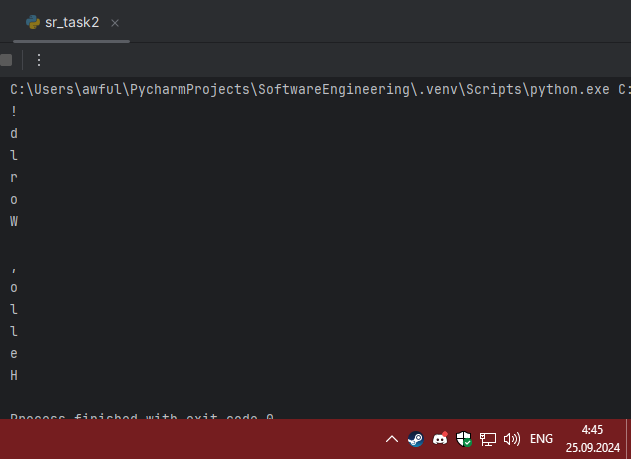 sr_task2
C:\Users\awful\PycharmProjects\SoftwareEngineering\.venv\Scripts\python.exe C:
!
d
l
r
o
W
,
o
l
l
e
H
Process finished with exit code 0
ENG
4:45
25.09.2024